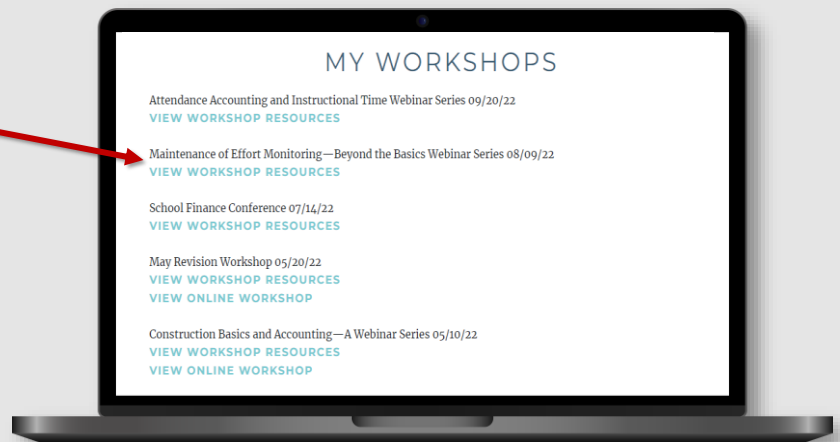 MY WORKSHOPS
Attendance Accounting and Instructional Time Webinar Series 09/20/22
VIEW WORKSHOP RESOURCES
Maintenance of Effort Monitoring—Beyond the Basics Webinar Series 08/09/22
VIEW WORKSHOP RESOURCES
School Finance Conference 07/14/22
VIEW WORKSHOP RESOURCES
May Revision Workshop 05/20/22
VIEW WORKSHOP RESOURCES
VIEW ONLINE WORKSHOP
Construction Basics and Accounting—A Webinar Series 05/10/22
VIEW WORKSHOP RESOURCES
VIEW ONLINE WORKSHOP